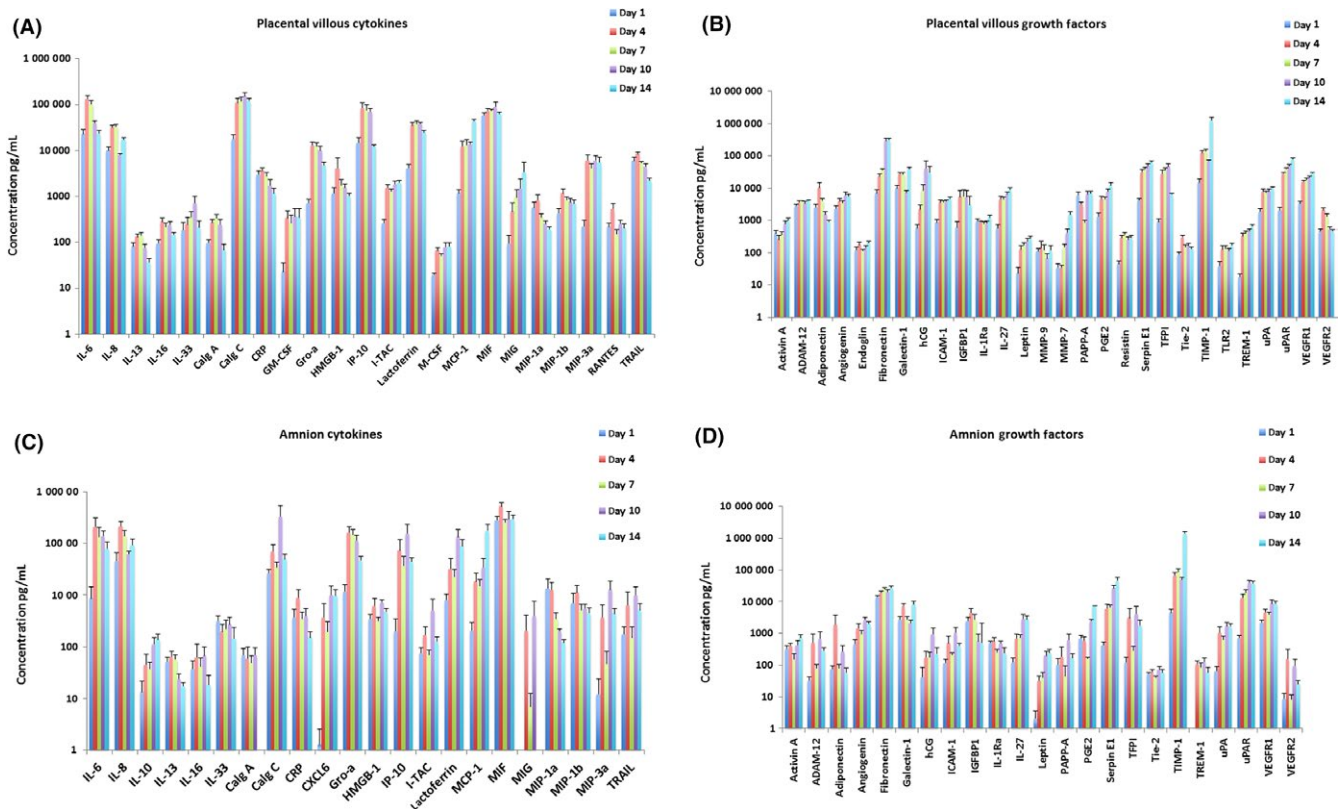 (A)
Placental villous cytokines
Day 1
Day 4
Day 7
Day 10
Day 14
Concentration pg/mL
1 000 000
100 000
10 000
1000
100
10
1
IL-6
IL-8
IL-13
IL-16
IL-33
Calg A
Calg C
CRP
GM-CSF
Gro-a
HMGB-1
IP-10
I-TAC
Lactoferrin
M-CSF
MCP-1
MIF
MIG
MIP-1a
MIP-1b
MIP-3a
RANTES
TRAIL
(B)
Placental villous growth factors
Day 1
Day 4
Day 7
Day 10
Day 14
Concentration pg/mL
10 000 000
1 000 000
100 000
10 000
1000
100
10
1
Activin A
ADAM-12
Adiponectin
Angiogenin
Endoglin
Fibronectin
Galectin-1
hCG
ICAM-1
IGFBP1
IL-1Ra
IL-27
Leptin
MMP-9
MMP-7
PAPP-A
PGE2
Resistin
Serpin E1
TFPI
Tie-2
TIMP-1
TLR2
TREM-1
uPA
uPAR
VEGFR1
VEGFR2
(C)
Amnion cytokines
Day 1
Day 4
Day 7
Day 10
Day 14
Concentration pg/mL
1 000 00
100 00
10 00
1 000
100
10
1
IL-6
IL-8
IL-10
IL-13
IL-16
IL-33
Calg A
Calg C
CRP
CXCL6
Gro-a
HMGB-1
IP-10
I-TAC
Lactoferrin
MCP-1
MIF
MIG
MIP-1a
MIP-1b
MIP-3a
TRAIL
(D)
Amnion growth factors
Day 1
Day 4
Day 7
Day 10
Day 14
Concentration pg/mL
10 000 000
1 000 000
100 000
10 000
1000
100
10
1
Activin A
ADAM-12
Adiponectin
Angiogenin
Fibronectin
Galectin-1
hCG
ICAM-1
IGFBP1
IL-1Ra
IL-27
Leptin
PAPP-A
PGE2
Serpin E1
TFPI
Tie-2
TIMP-1
TREM-1
uPA
uPAR
VEGFR1
VEGFR2